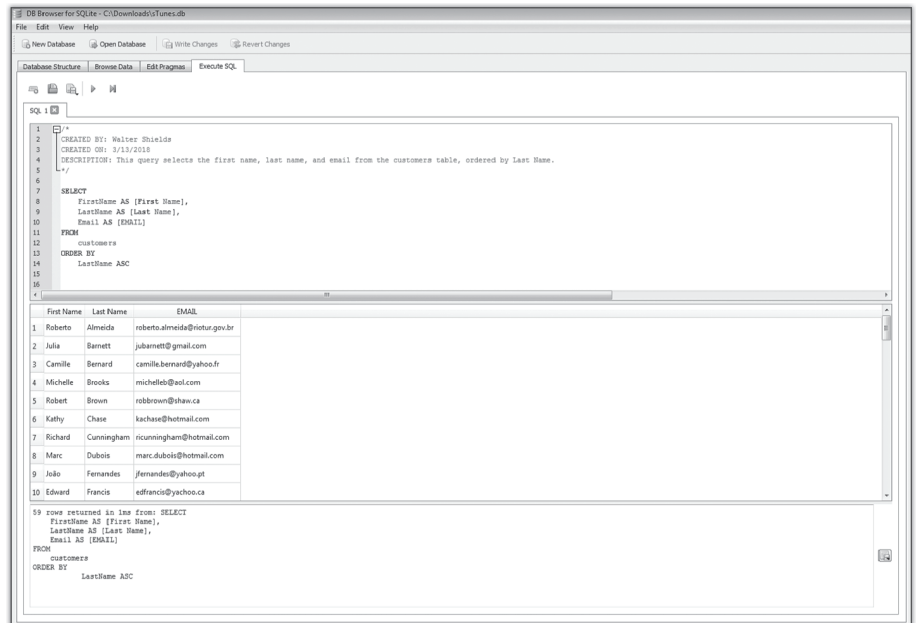 DB Browser for SQLite - C:\Downloads\sTunes.db
File Edit View Help
New Database Open Database Write Changes Revert Changes
Database Structure Browse Data Edit Pragmas Execute SQL
SQL 1
1 /*
2 CREATED BY: Walter Shields
3 CREATED ON: 3/13/2018
4 DESCRIPTION: This query selects the first name, last name, and email from the customers table, ordered by Last Name.
5 */
6
7 SELECT
8 FirstName AS [First Name],
9 LastName AS [Last Name],
10 Email AS [EMAIL]
11 FROM
12 customers
13 ORDER BY
14 LastName ASC
15
16
First Name Last Name EMAIL
1 Roberto Almeida roberto.almeida@riotur.gov.br
2 Julia Barnett jubarnett@gmail.com
3 Camille Bernard camille.bernard@yahoo.fr
4 Michelle Brooks michelleb@aol.com
5 Robert Brown robbrown@shaw.ca
6 Kathy Chase kachase@hotmail.com
7 Richard Cunningham ricunningham@hotmail.com
8 Marc Dubois marc.dubois@hotmail.com
9 João Fernandes jfernandes@yahoo.pt
10 Edward Francis edfrancis@yachoo.ca
59 rows returned in 1ms from: SELECT
FirstName AS [First Name],
LastName AS [Last Name],
Email AS [EMAIL]
FROM
customers
ORDER BY
LastName ASC